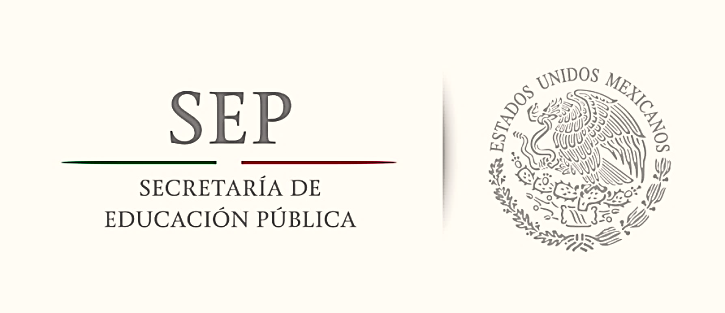 SEP
SECRETARÍA DE
EDUCACIÓN PÚBLICA
ESTADOS UNIDOS MEXICANOS